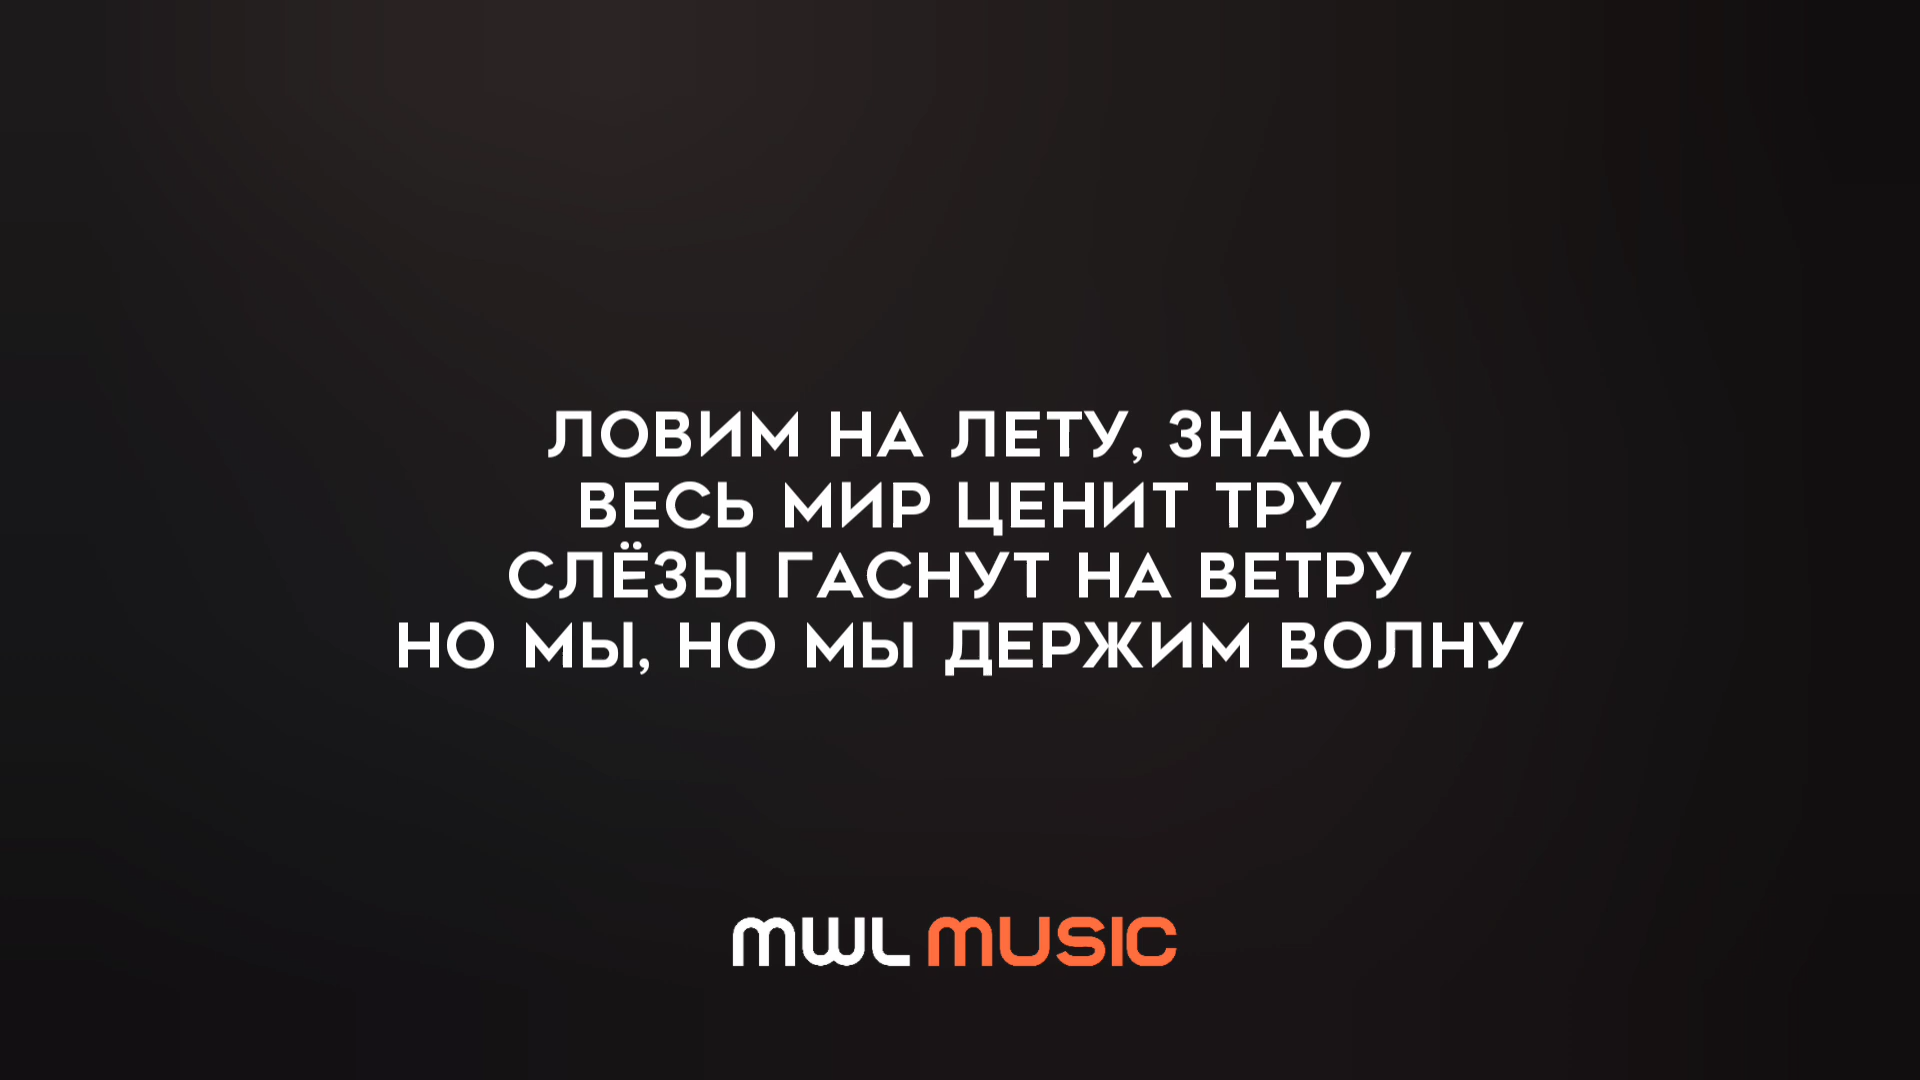 ЛОВИМ НА ЛЕТУ, ЗНАЮ
ВЕСЬ МИР ЦЕНИТ ТРУ
СЛЁЗЫ ГАСНУТ НА ВЕТРУ
НО МЫ, НО МЫ ДЕРЖИМ ВОЛНУ
MWL MUSIC